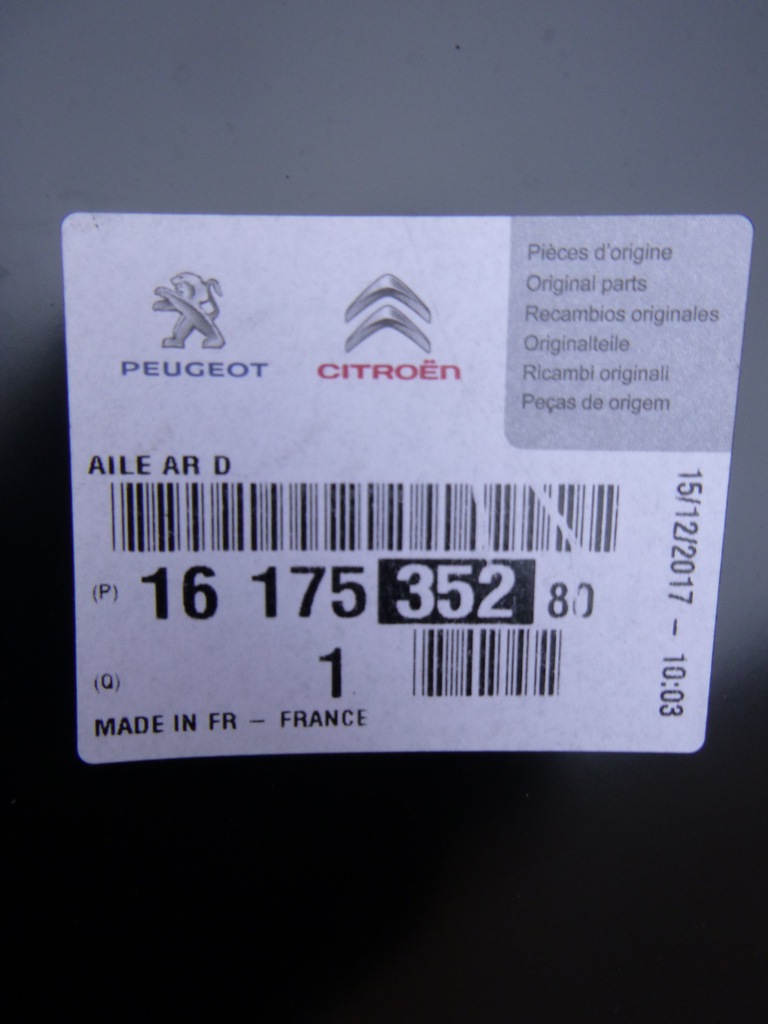 PEUGEOT
CITROËN
Pièces d'origine
Original parts
Recambios originales
Originalteile
Ricambi originali
Peças de origem
AILE AR D
(P) 16 175 352 80
(Q) 1
MADE IN FR – FRANCE
15/12/2017 – 10:03